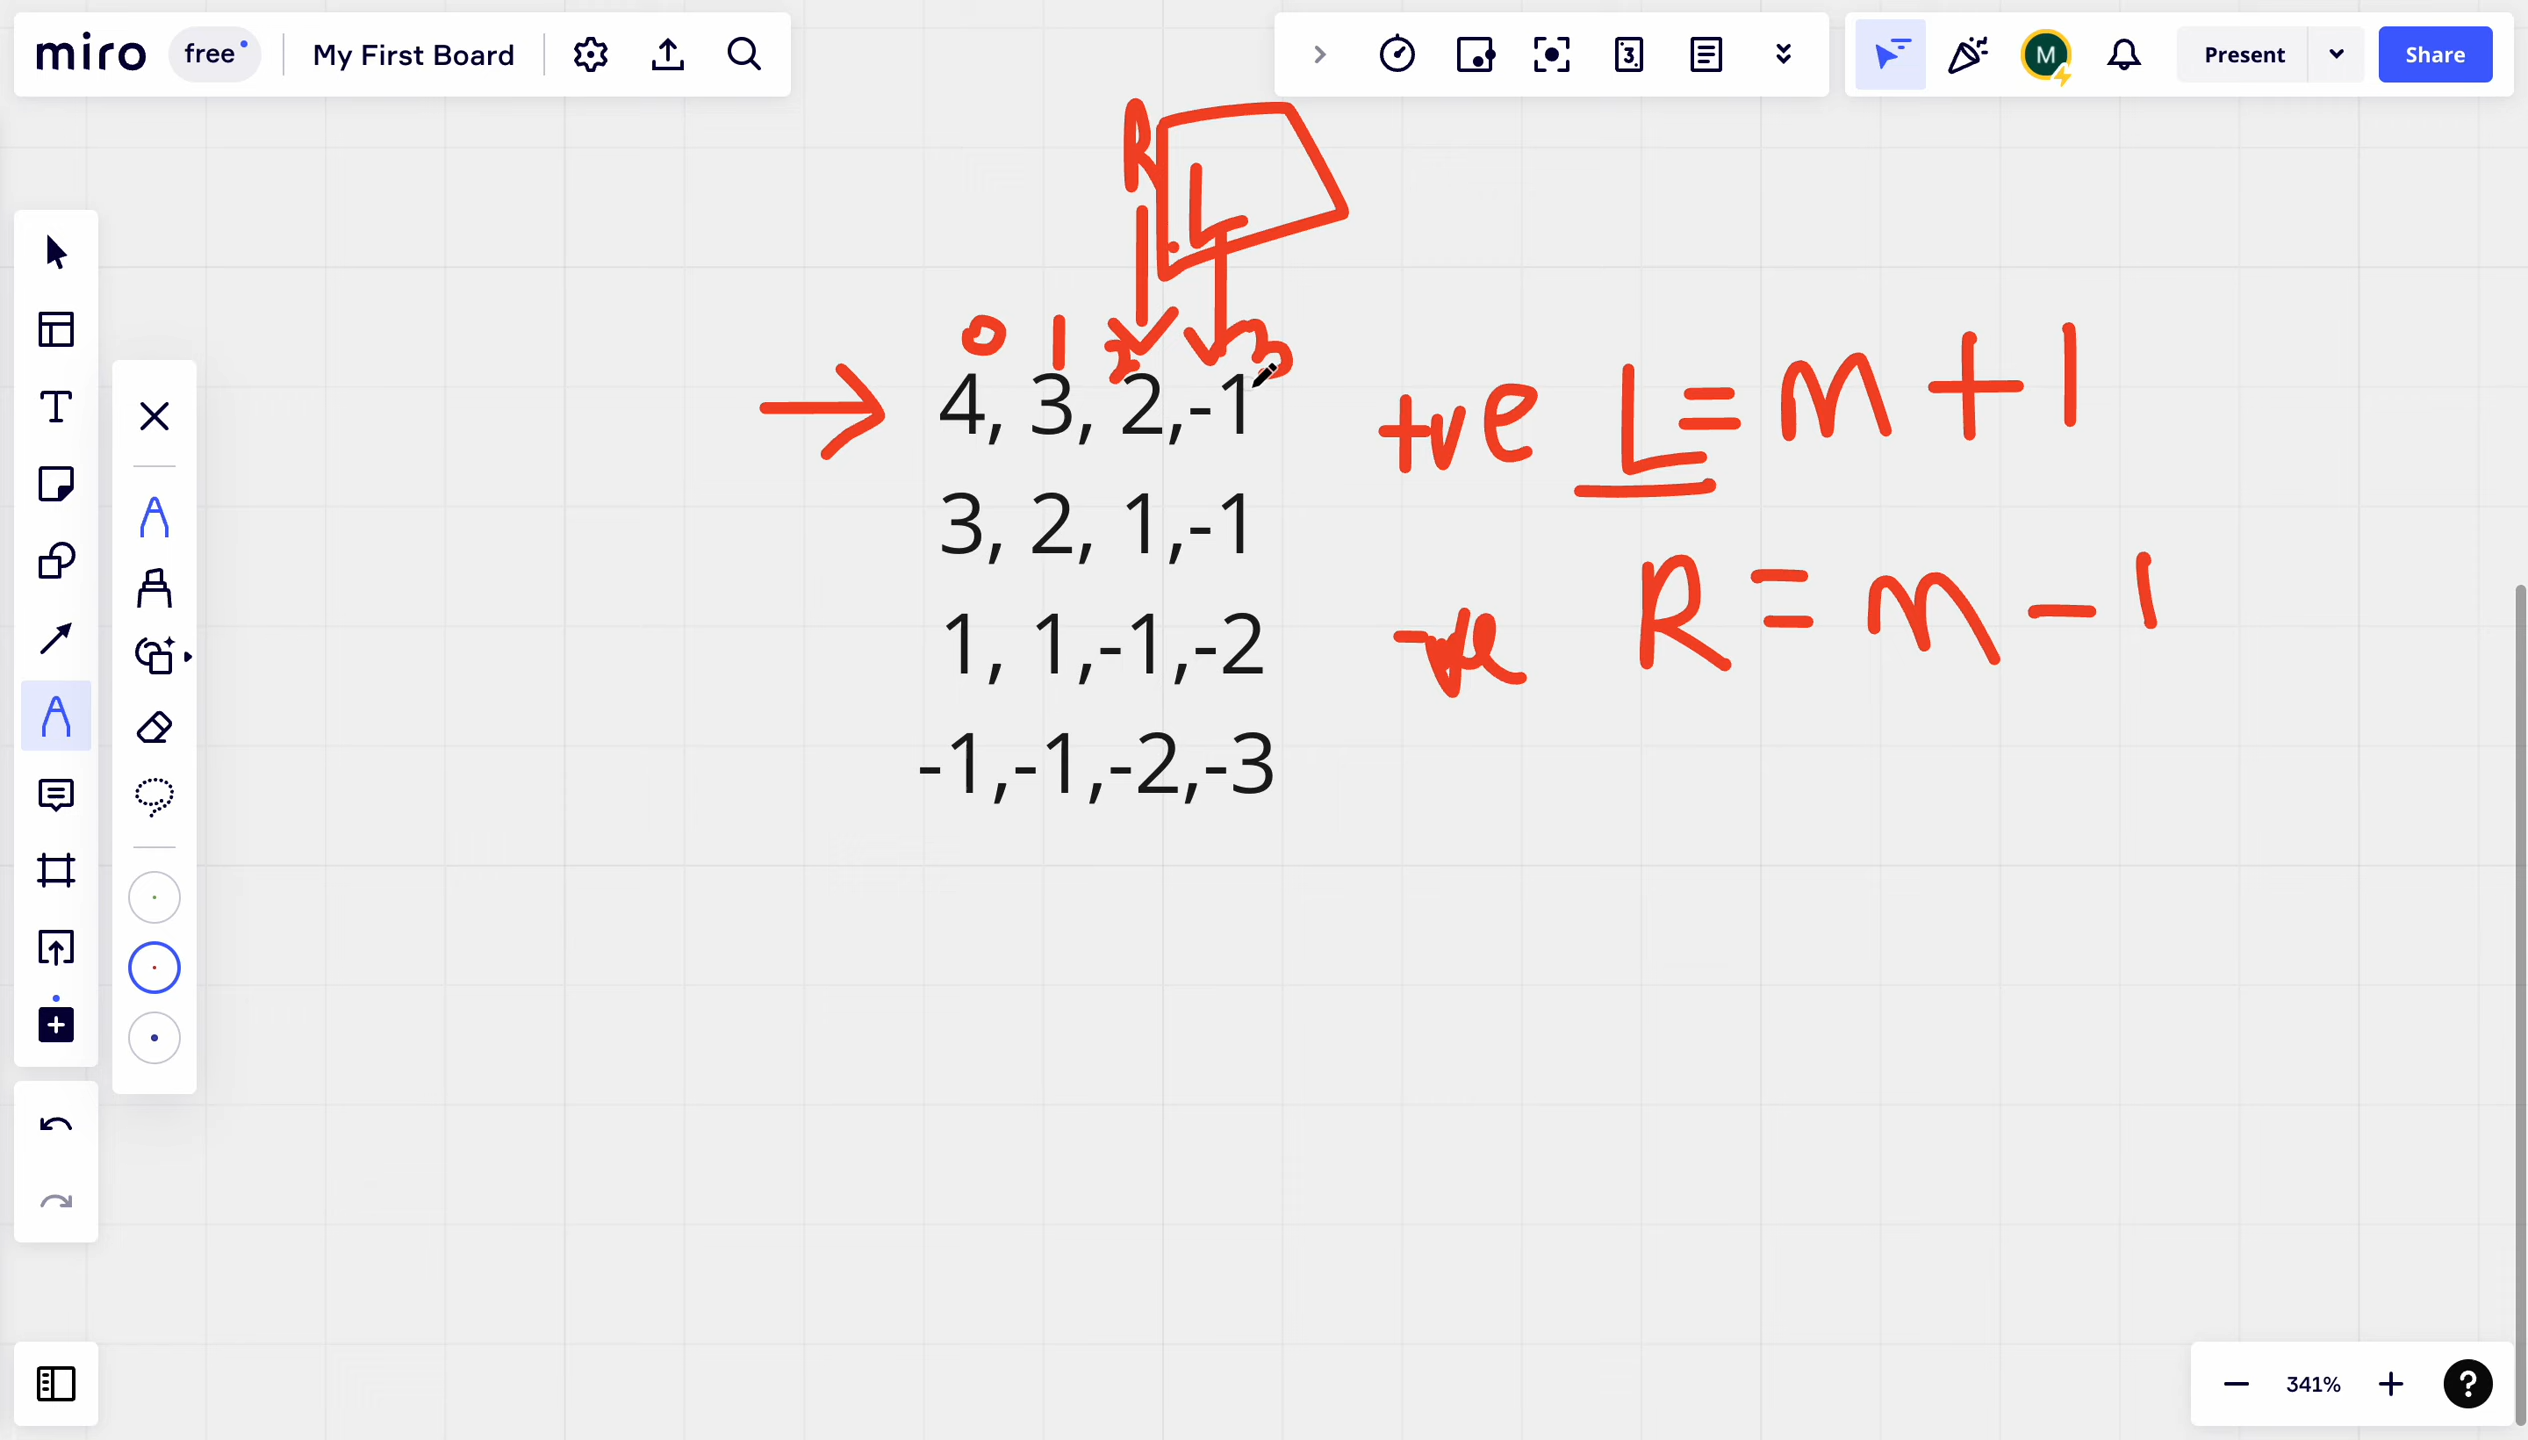 miro free My First Board
3 M Present Share
R L
0 1 2 3
4, 3, 2,-1
+ve L = M + 1
3, 2, 1,-1
-ve R = M - 1
1, 1,-1,-2
-1,-1,-2,-3
341% ?